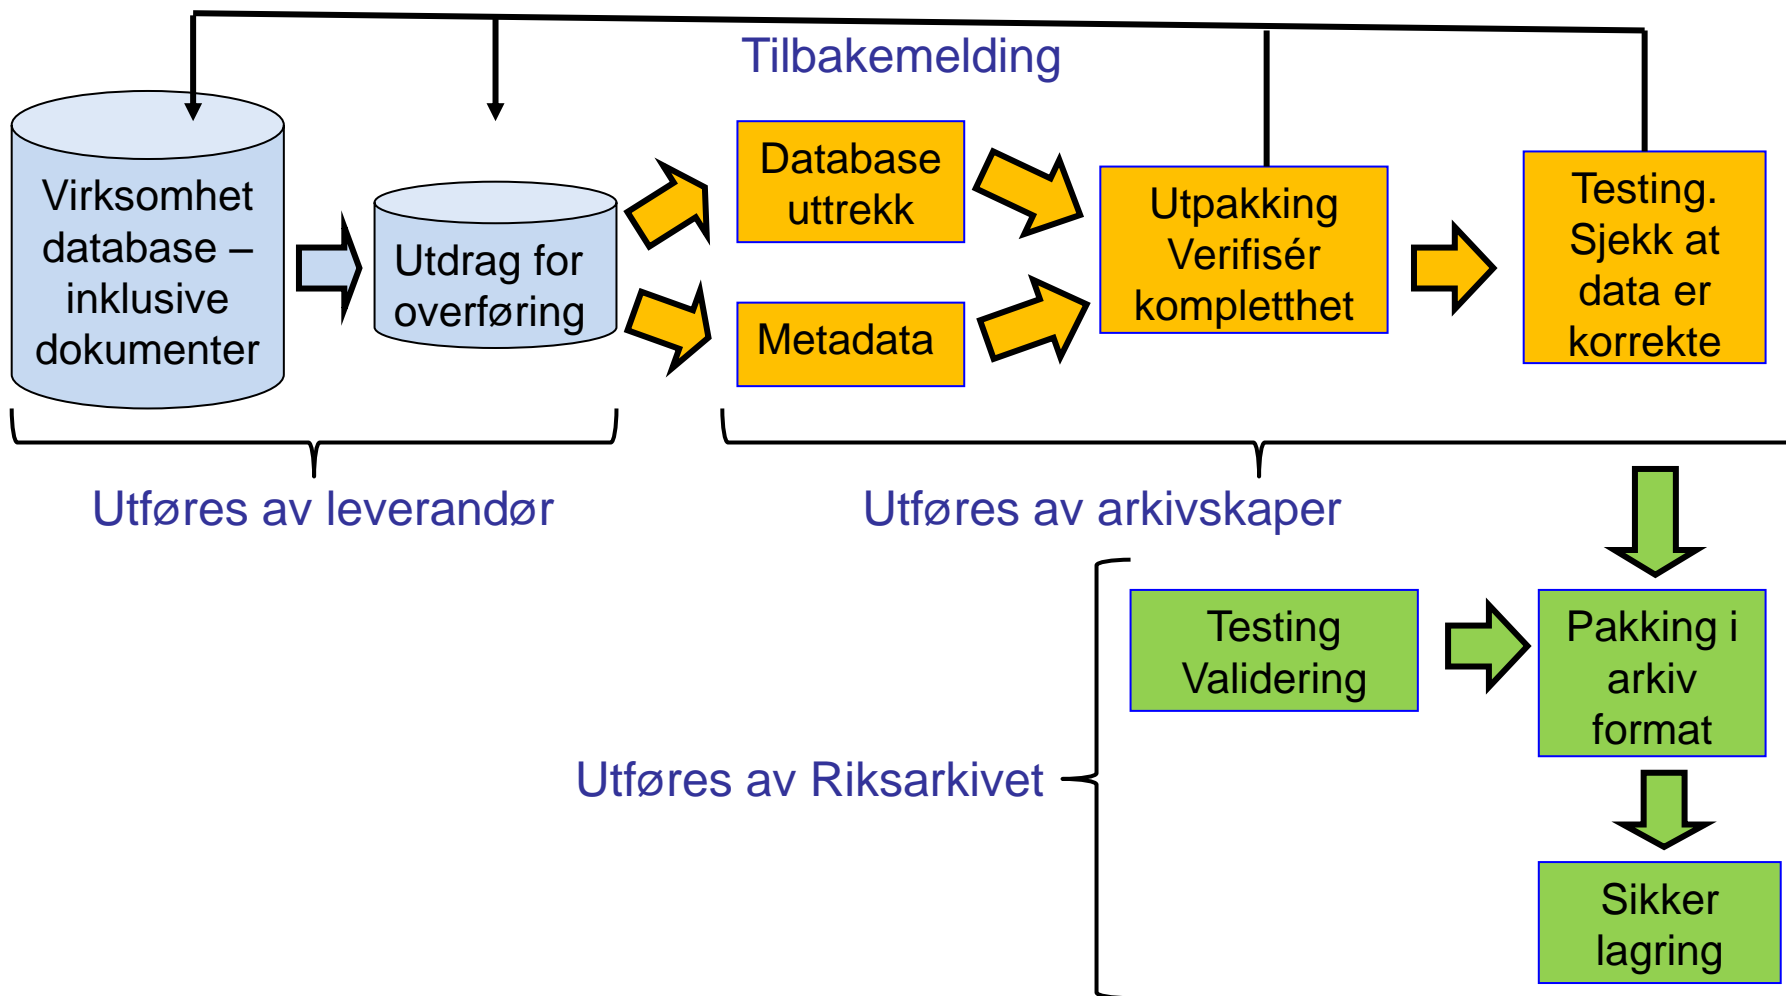 Tilbakemelding
Virksomhet
database –
inklusive
dokumenter
Utdrag for
overføring
Database
uttrekk
Metadata
Utpakking
Verifisér
kompletthet
Testing.
Sjekk at
data er
korrekte
Utføres av leverandør
Utføres av arkivskaper
Testing
Validering
Pakking i
arkiv
format
Utføres av Riksarkivet
Sikker
lagring